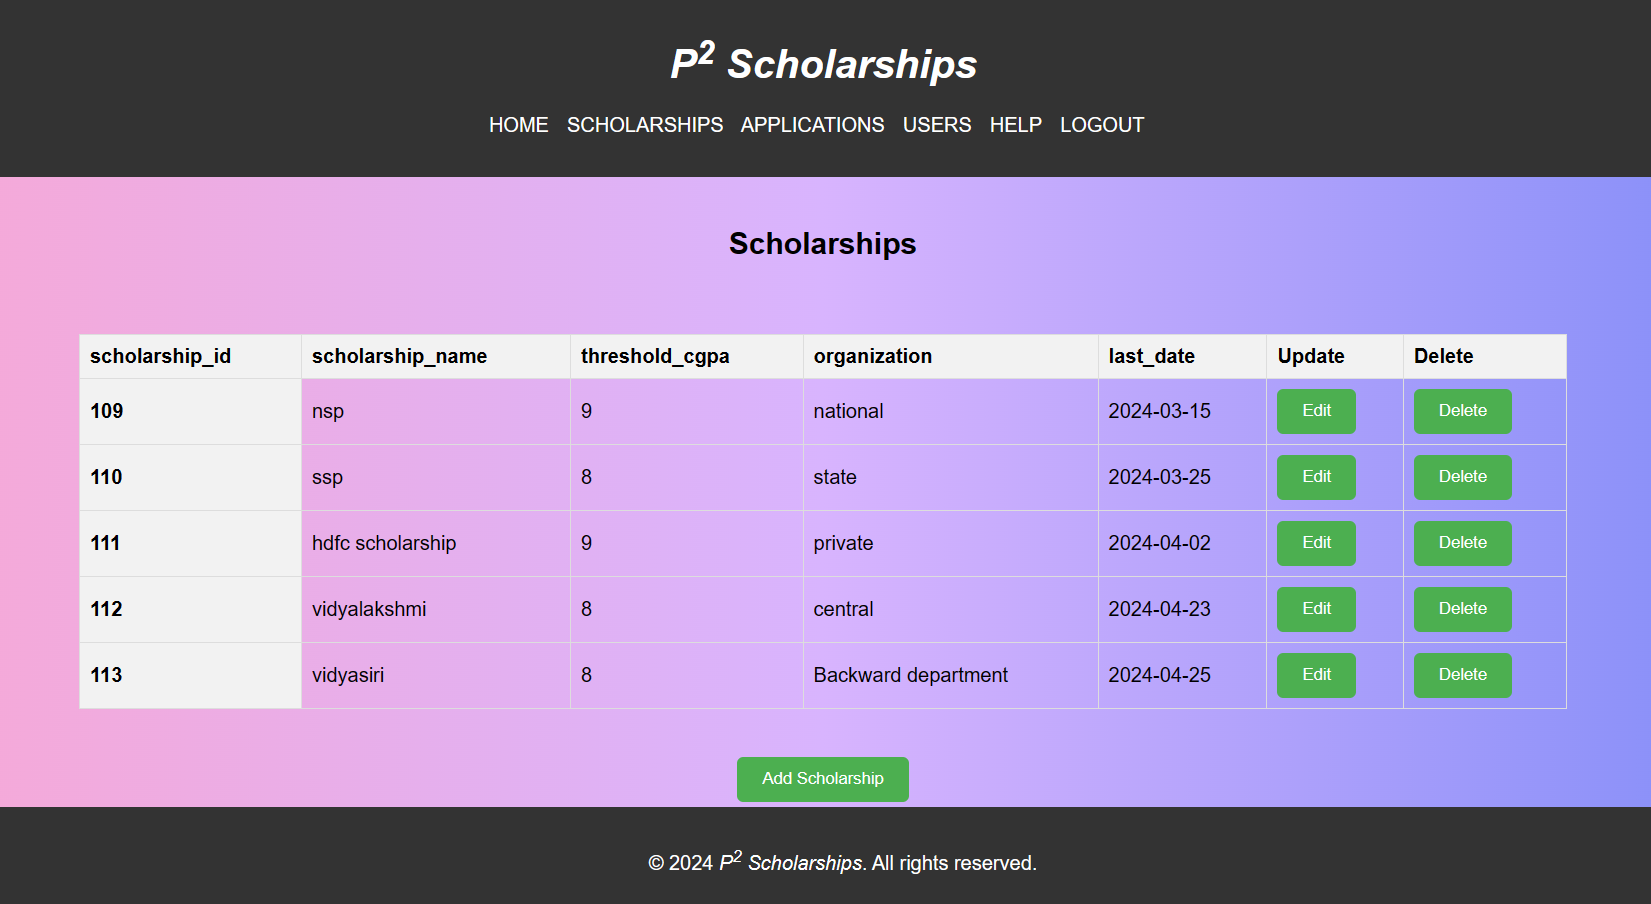 P² Scholarships
HOME SCHOLARSHIPS APPLICATIONS USERS HELP LOGOUT
Scholarships
scholarship_id scholarship_name threshold_cgpa organization last_date Update Delete
109 nsp 9 national 2024-03-15 Edit Delete
110 ssp 8 state 2024-03-25 Edit Delete
111 hdfc scholarship 9 private 2024-04-02 Edit Delete
112 vidyalakshmi 8 central 2024-04-23 Edit Delete
113 vidyasiri 8 Backward department 2024-04-25 Edit Delete
Add Scholarship
© 2024 P² Scholarships. All rights reserved.